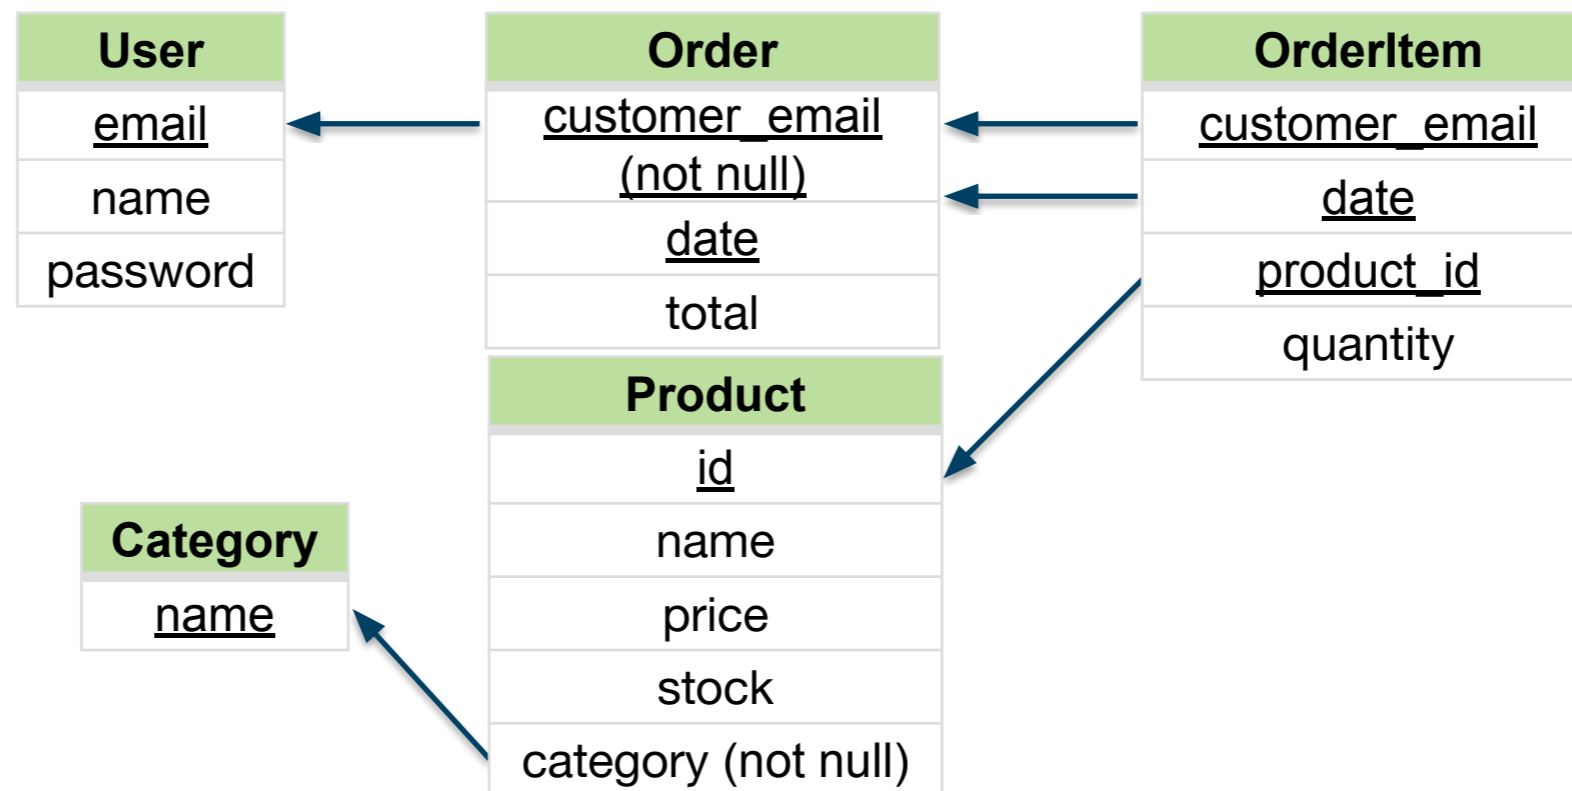 User
email
name
password
Order
customer_email
(not null)
date
total
OrderItem
customer_email
date
product_id
quantity
Product
id
name
price
stock
category (not null)
Category
name